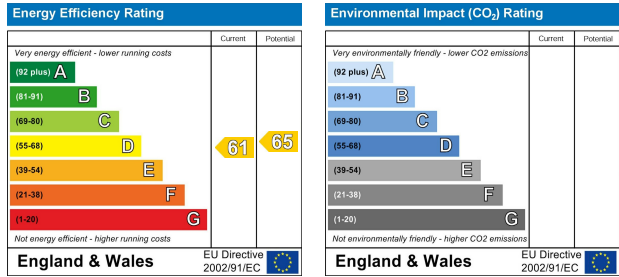 Energy Efficiency Rating
Current Potential
Very energy efficient - lower running costs
(92 plus) A
(81-91) B
(69-80) C
(55-68) D
61 65
(39-54) E
(21-38) F
(1-20) G
Not energy efficient - higher running costs
England & Wales
EU Directive
2002/91/EC
Environmental Impact (CO₂) Rating
Current Potential
Very environmentally friendly - lower CO2 emissions
(92 plus) A
(81-91) B
(69-80) C
(55-68) D
(39-54) E
(21-38) F
(1-20) G
Not environmentally friendly - higher CO2 emissions
England & Wales
EU Directive
2002/91/EC